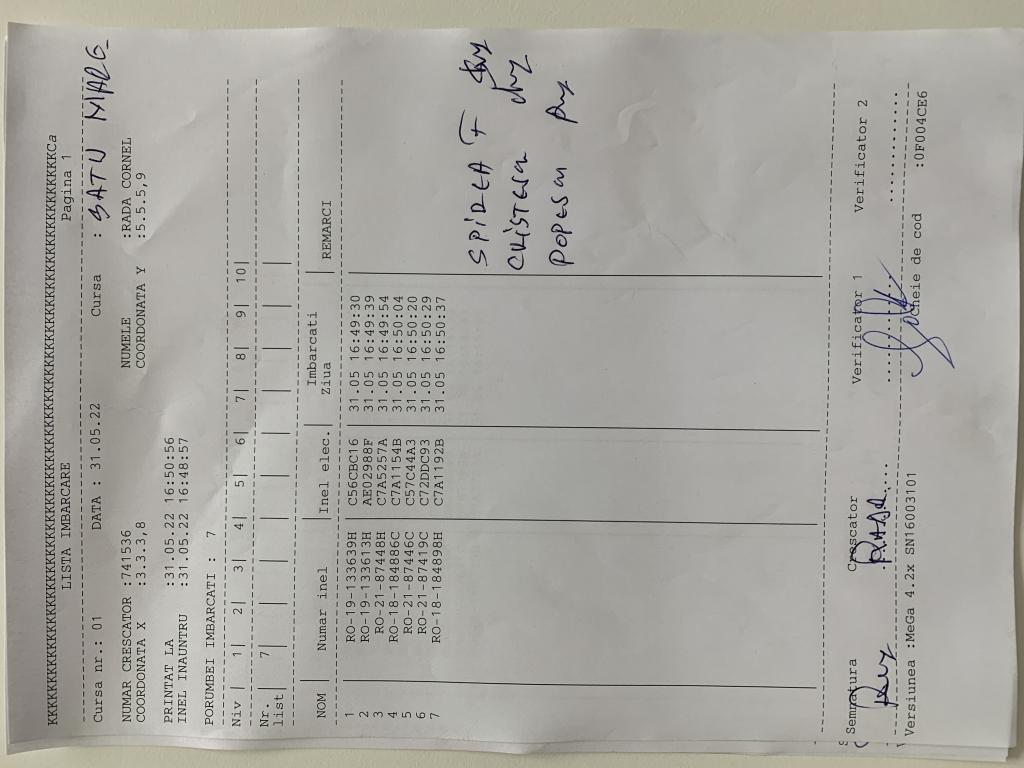 KKKKKKKKKKKKKKKKKKKKKKKKKKKKKKKKKKKKKKKKKKKKKKKKKKKKKKKKKKKKKKKKCa
LISTA IMBARCARE Pagina 1
Cursa nr.: 01 DATA : 31.05.22 Cursa : SATU MARE
NUMAR CRESCATOR :741536 NUMELE :RADA CORNEL
COORDONATA X :3.3.3,8 COORDONATA Y :5.5.5,9
PRINTAT LA :31.05.22 16:50:56
INEL INAUNTRU :31.05.22 16:48:57
PORUMBEI IMBARCATI : 7
Niv | 1| 2| 3| 4| 5| 6| 7| 8| 9| 10|
Nr. | 7| | | | | | | | | |
list|
NOM | Numar inel |Inel elec.| Imbarcati Ziua | REMARCI
1 RO-19-133639H C56CBC16 31.05 16:49:30
2 RO-19-133613H AE02988F 31.05 16:49:39
3 RO-21-87448H C7A5257A 31.05 16:49:54
4 RO-18-184886C C7A1154B 31.05 16:50:04
5 RO-21-87446C C57C44A3 31.05 16:50:20
6 RO-21-87419C C72DDC93 31.05 16:50:29
7 RO-18-184898H C7A1192B 31.05 16:50:37
SPIREA F
CRISTESCU
POPESCU
Semnatura Crescator Verificator 1 Verificator 2
RADA
Versiunea :MeGa 4.2x SN16003101 Cheie de cod :0F004CE6